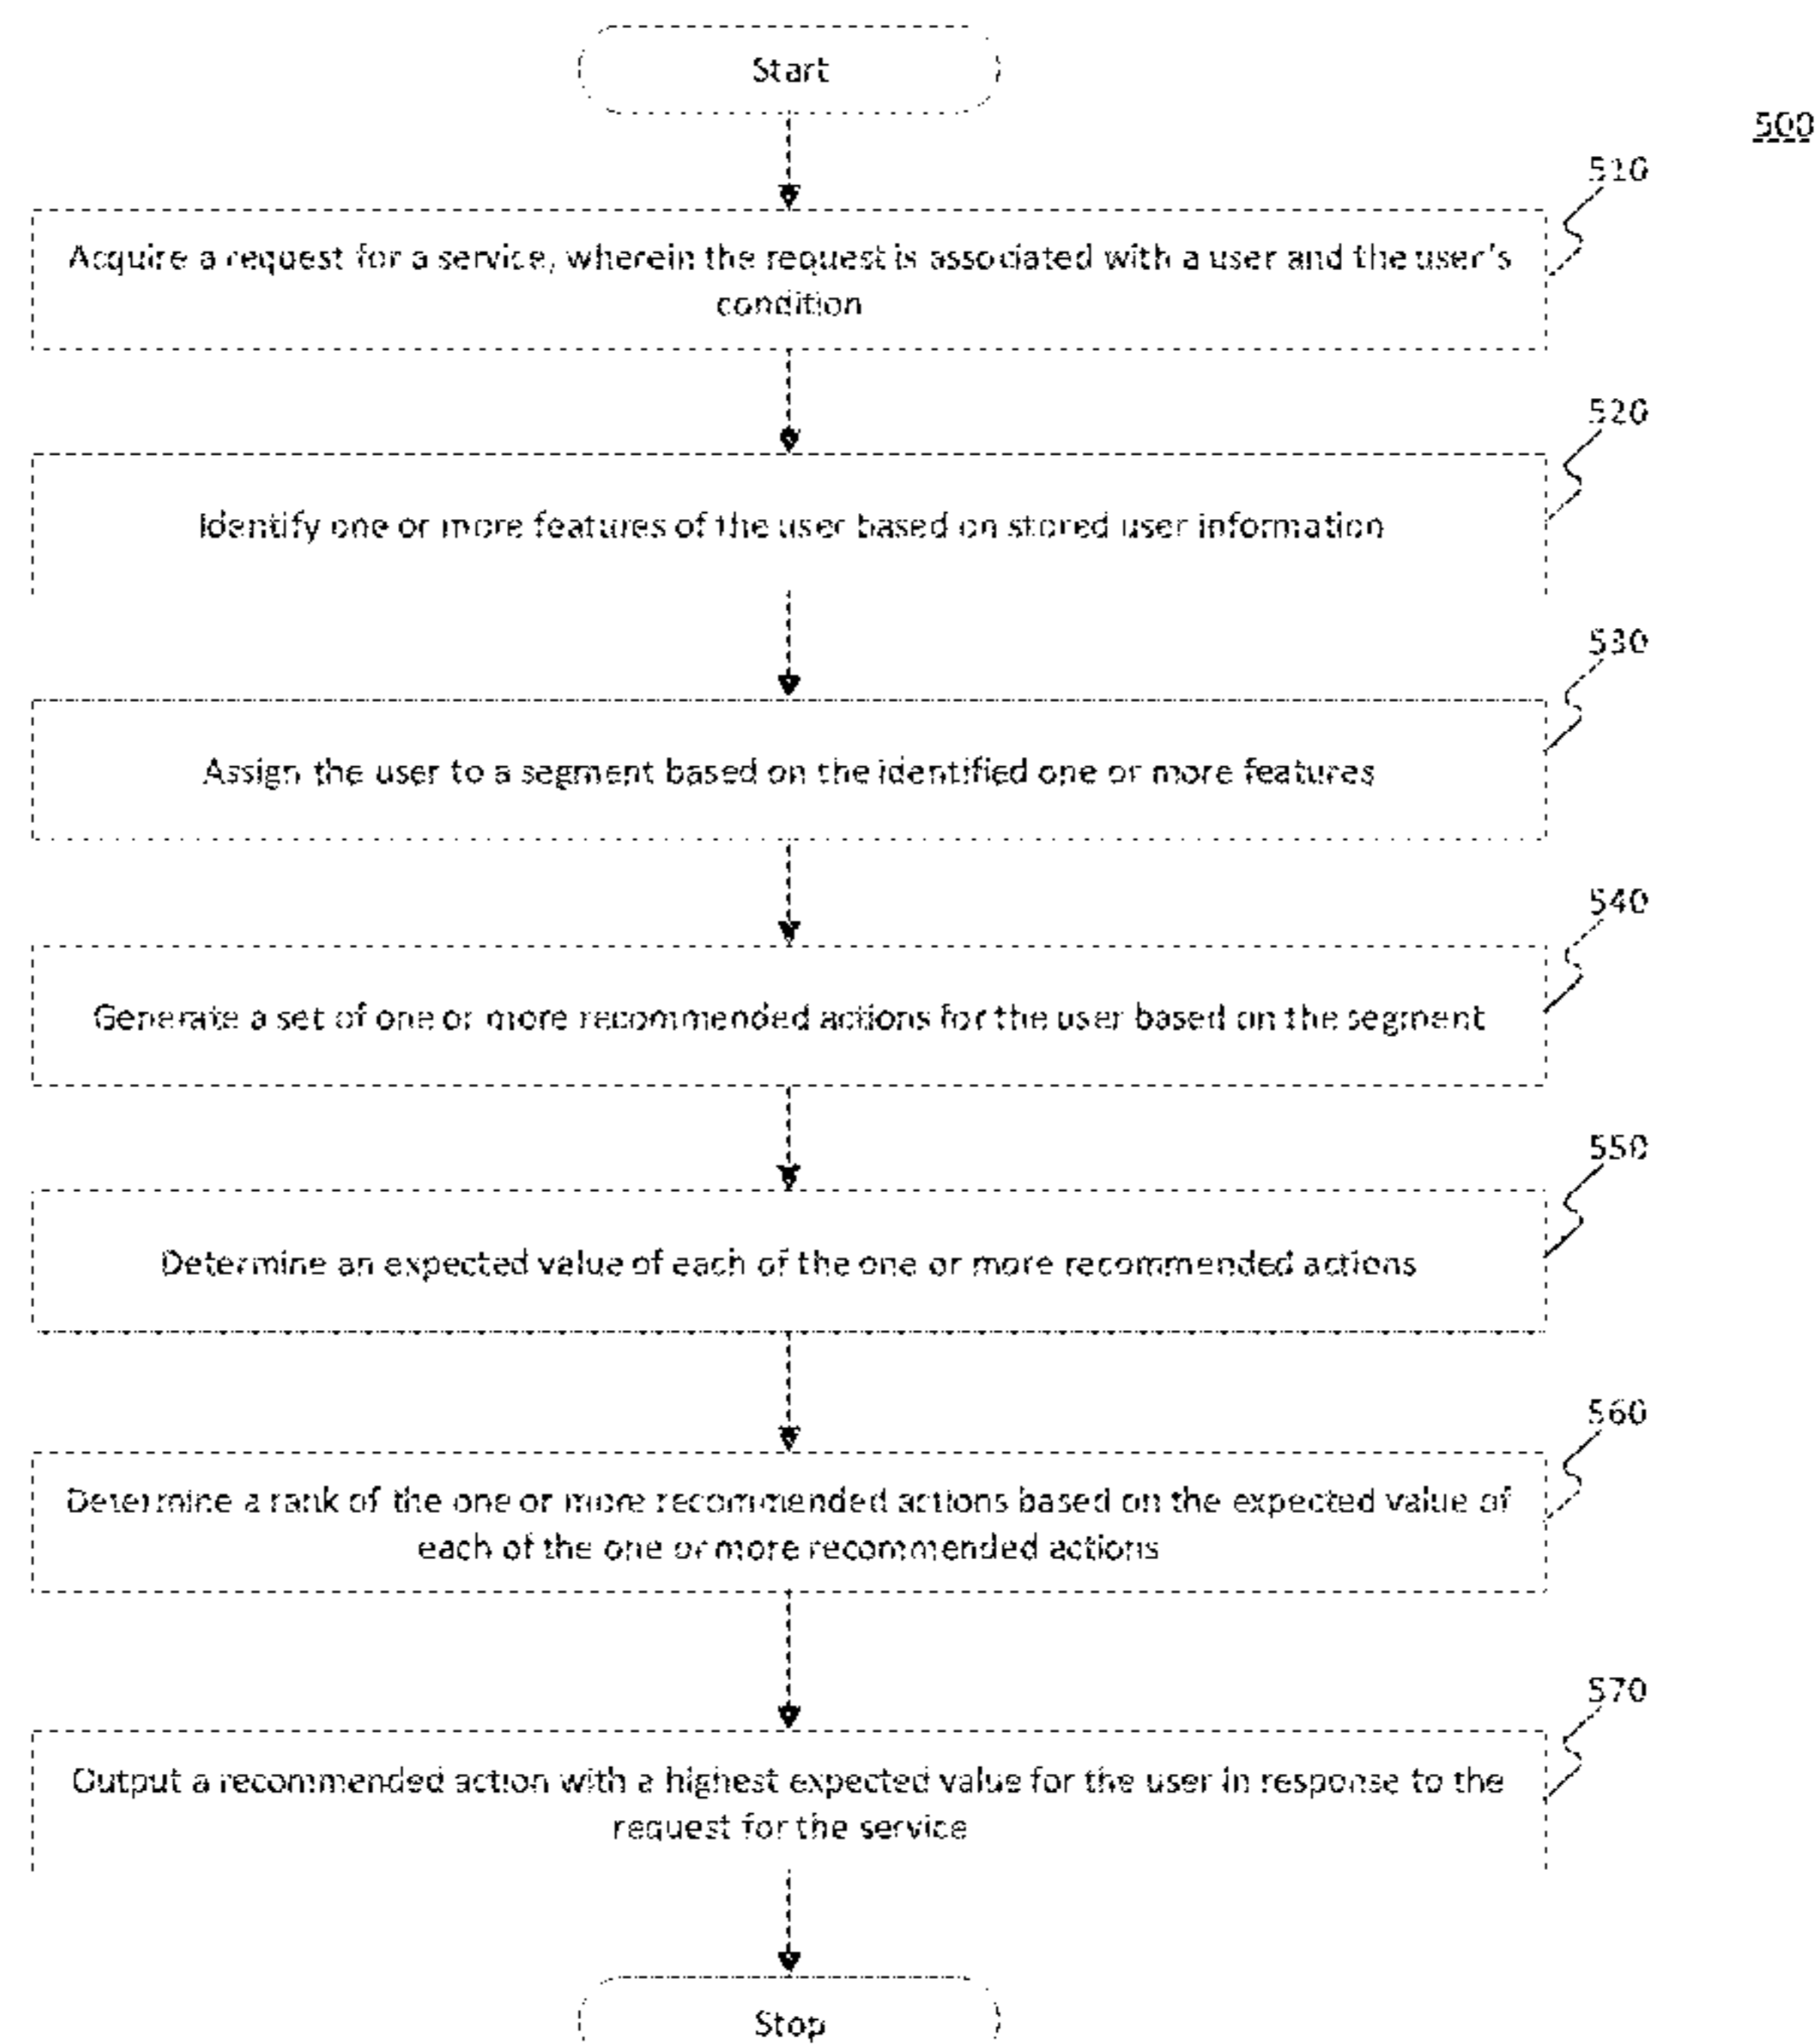 Start
500
510
Acquire a request for a service, wherein the request is associated with a user and the user's
condition
520
Identify one or more features of the user based on stored user information
530
Assign the user to a segment based on the identified one or more features
540
Generate a set of one or more recommended actions for the user based on the segment
550
Determine an expected value of each of the one or more recommended actions
560
Determine a rank of the one or more recommended actions based on the expected value of
each of the one or more recommended actions
570
Output a recommended action with a highest expected value for the user in response to the
request for the service
Stop